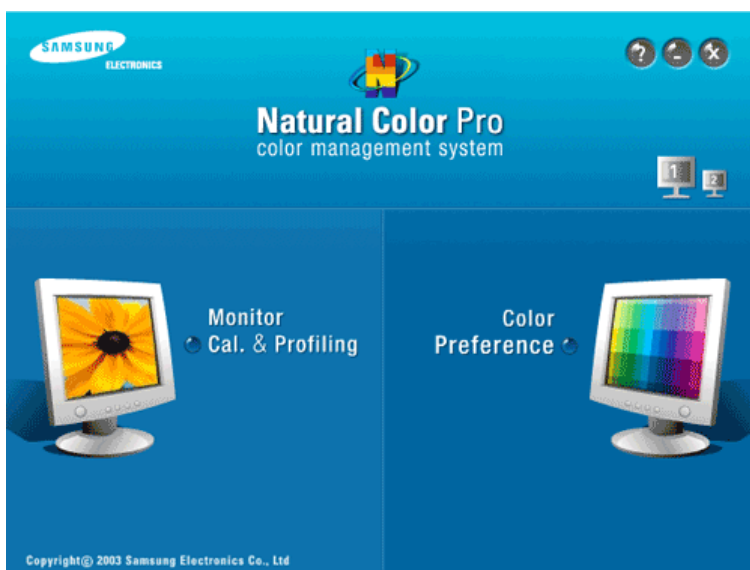 SAMSUNG
ELECTRONICS
? - x
N
Natural Color Pro
color management system
1 2
Monitor
Cal. & Profiling
Color
Preference
Copyright© 2003 Samsung Electronics Co., Ltd